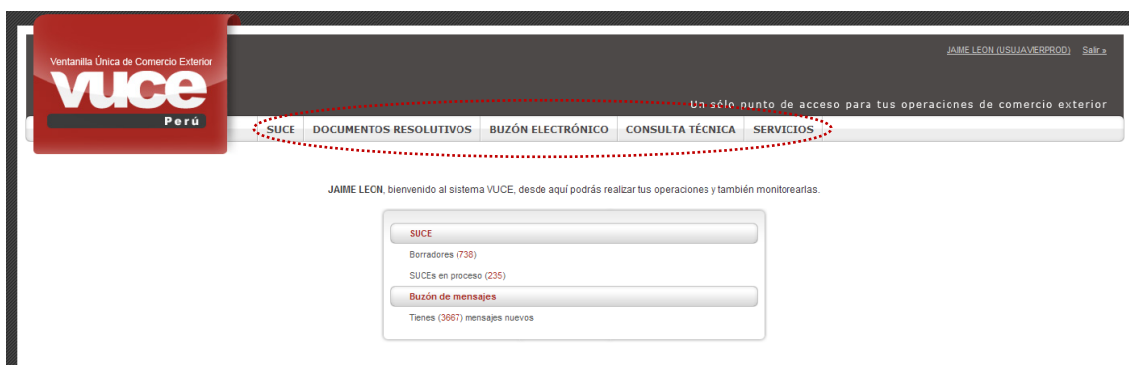 Ventanilla Única de Comercio Exterior
vuce
Perú
JAIME LEON (USUJAVIERPROD) Salir »
Un sólo punto de acceso para tus operaciones de comercio exterior
SUCE DOCUMENTOS RESOLUTIVOS BUZÓN ELECTRÓNICO CONSULTA TÉCNICA SERVICIOS
JAIME LEON, bienvenido al sistema VUCE, desde aquí podrás realizar tus operaciones y también monitorearlas.
SUCE
Borradores (738)
SUCEs en proceso (235)
Buzón de mensajes
Tienes (3667) mensajes nuevos